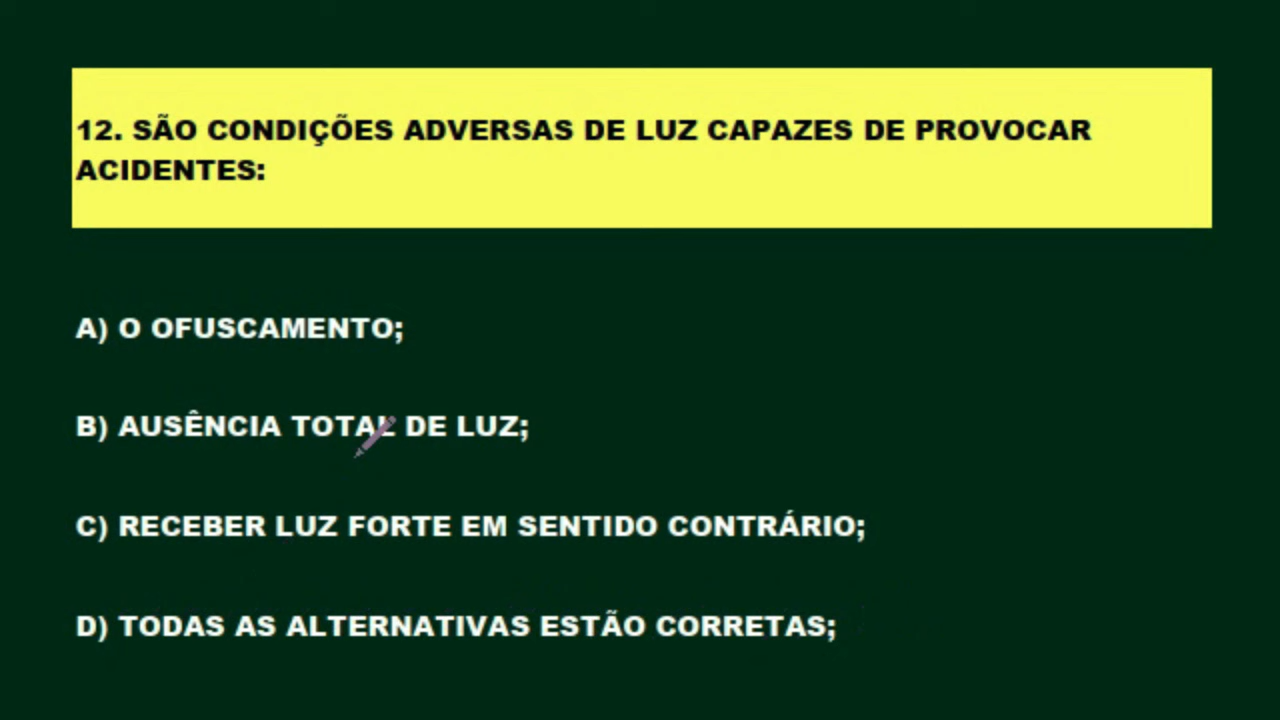 12. SÃO CONDIÇÕES ADVERSAS DE LUZ CAPAZES DE PROVOCAR
ACIDENTES:
A) O OFUSCAMENTO;
B) AUSÊNCIA TOTAL DE LUZ;
C) RECEBER LUZ FORTE EM SENTIDO CONTRÁRIO;
D) TODAS AS ALTERNATIVAS ESTÃO CORRETAS;